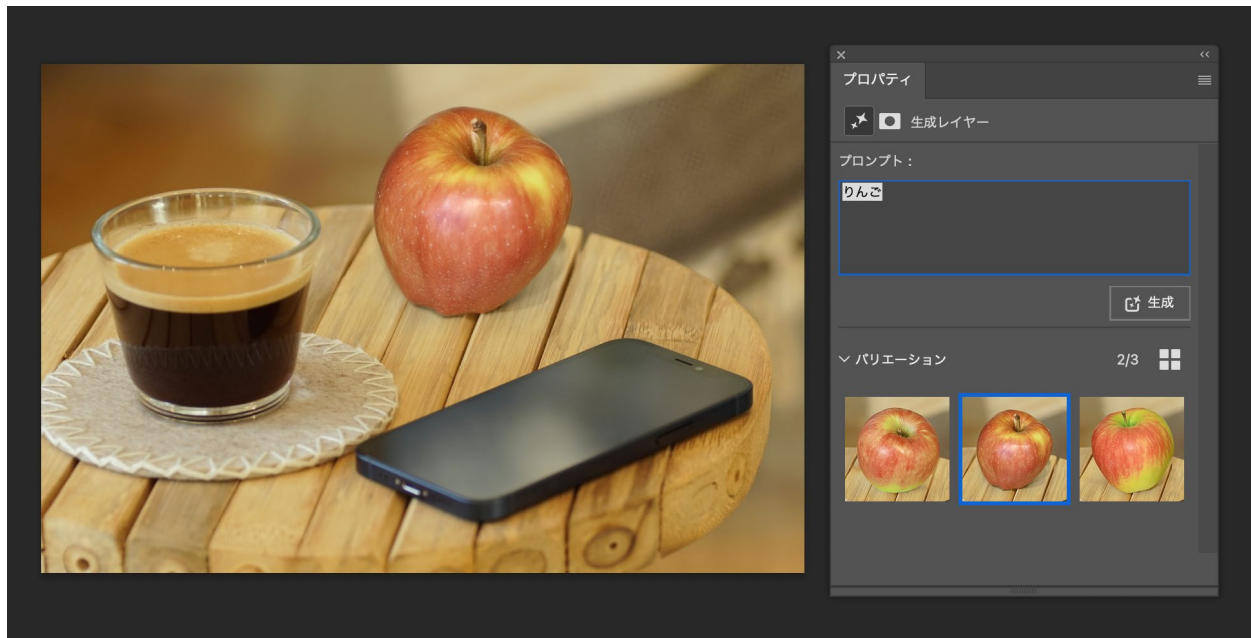 プロパティ
生成レイヤー
プロンプト：
りんご
生成
バリエーション 2/3